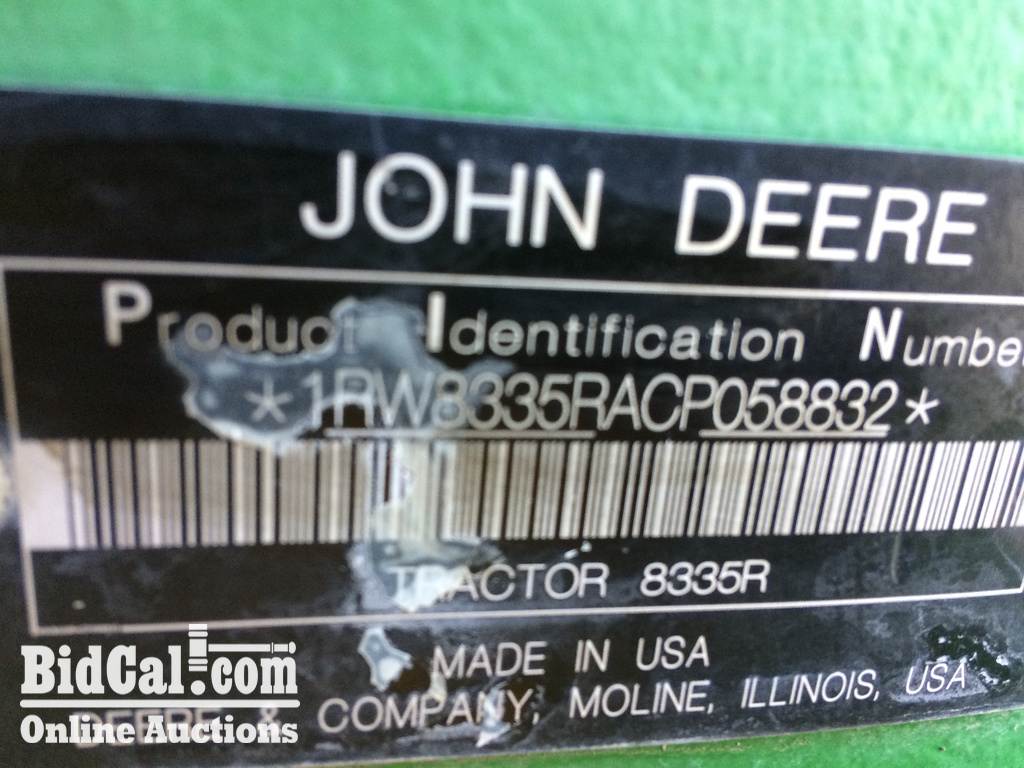 JOHN DEERE
Product Identification Number
*1RW8335RACP058832*
TRACTOR 8335R
MADE IN USA
DEERE & COMPANY, MOLINE, ILLINOIS, USA
BidCal.com
Online Auctions